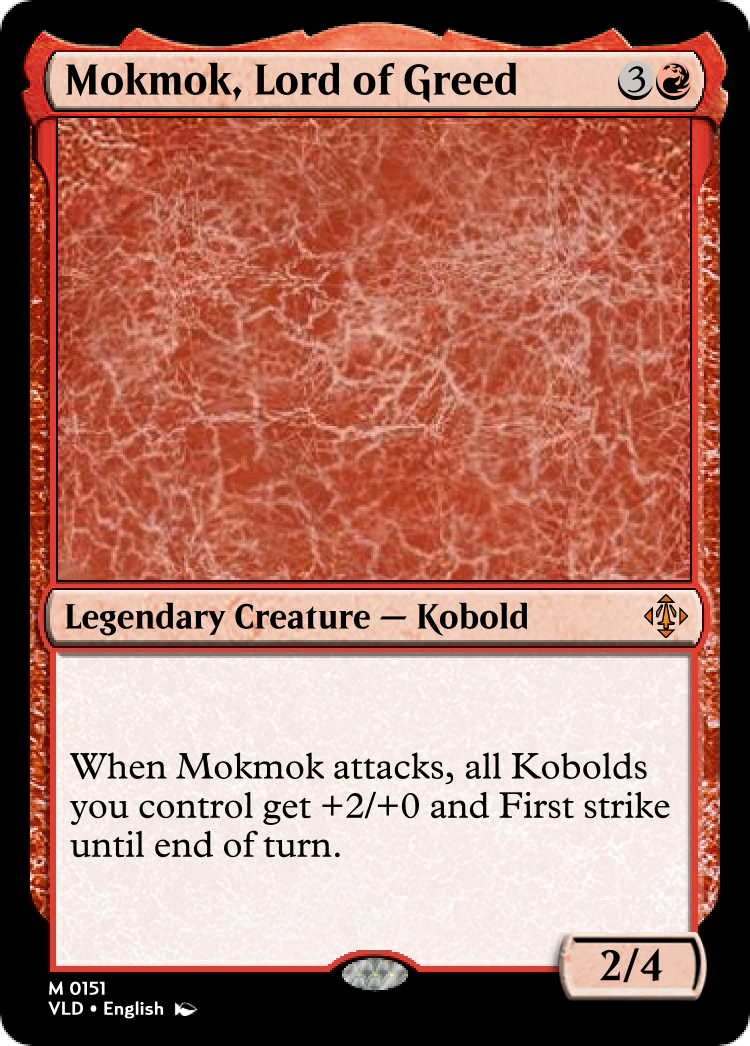 Mokmok, Lord of Greed 3
Legendary Creature — Kobold
When Mokmok attacks, all Kobolds
you control get +2/+0 and First strike
until end of turn.
2/4
M 0151
VLD • English